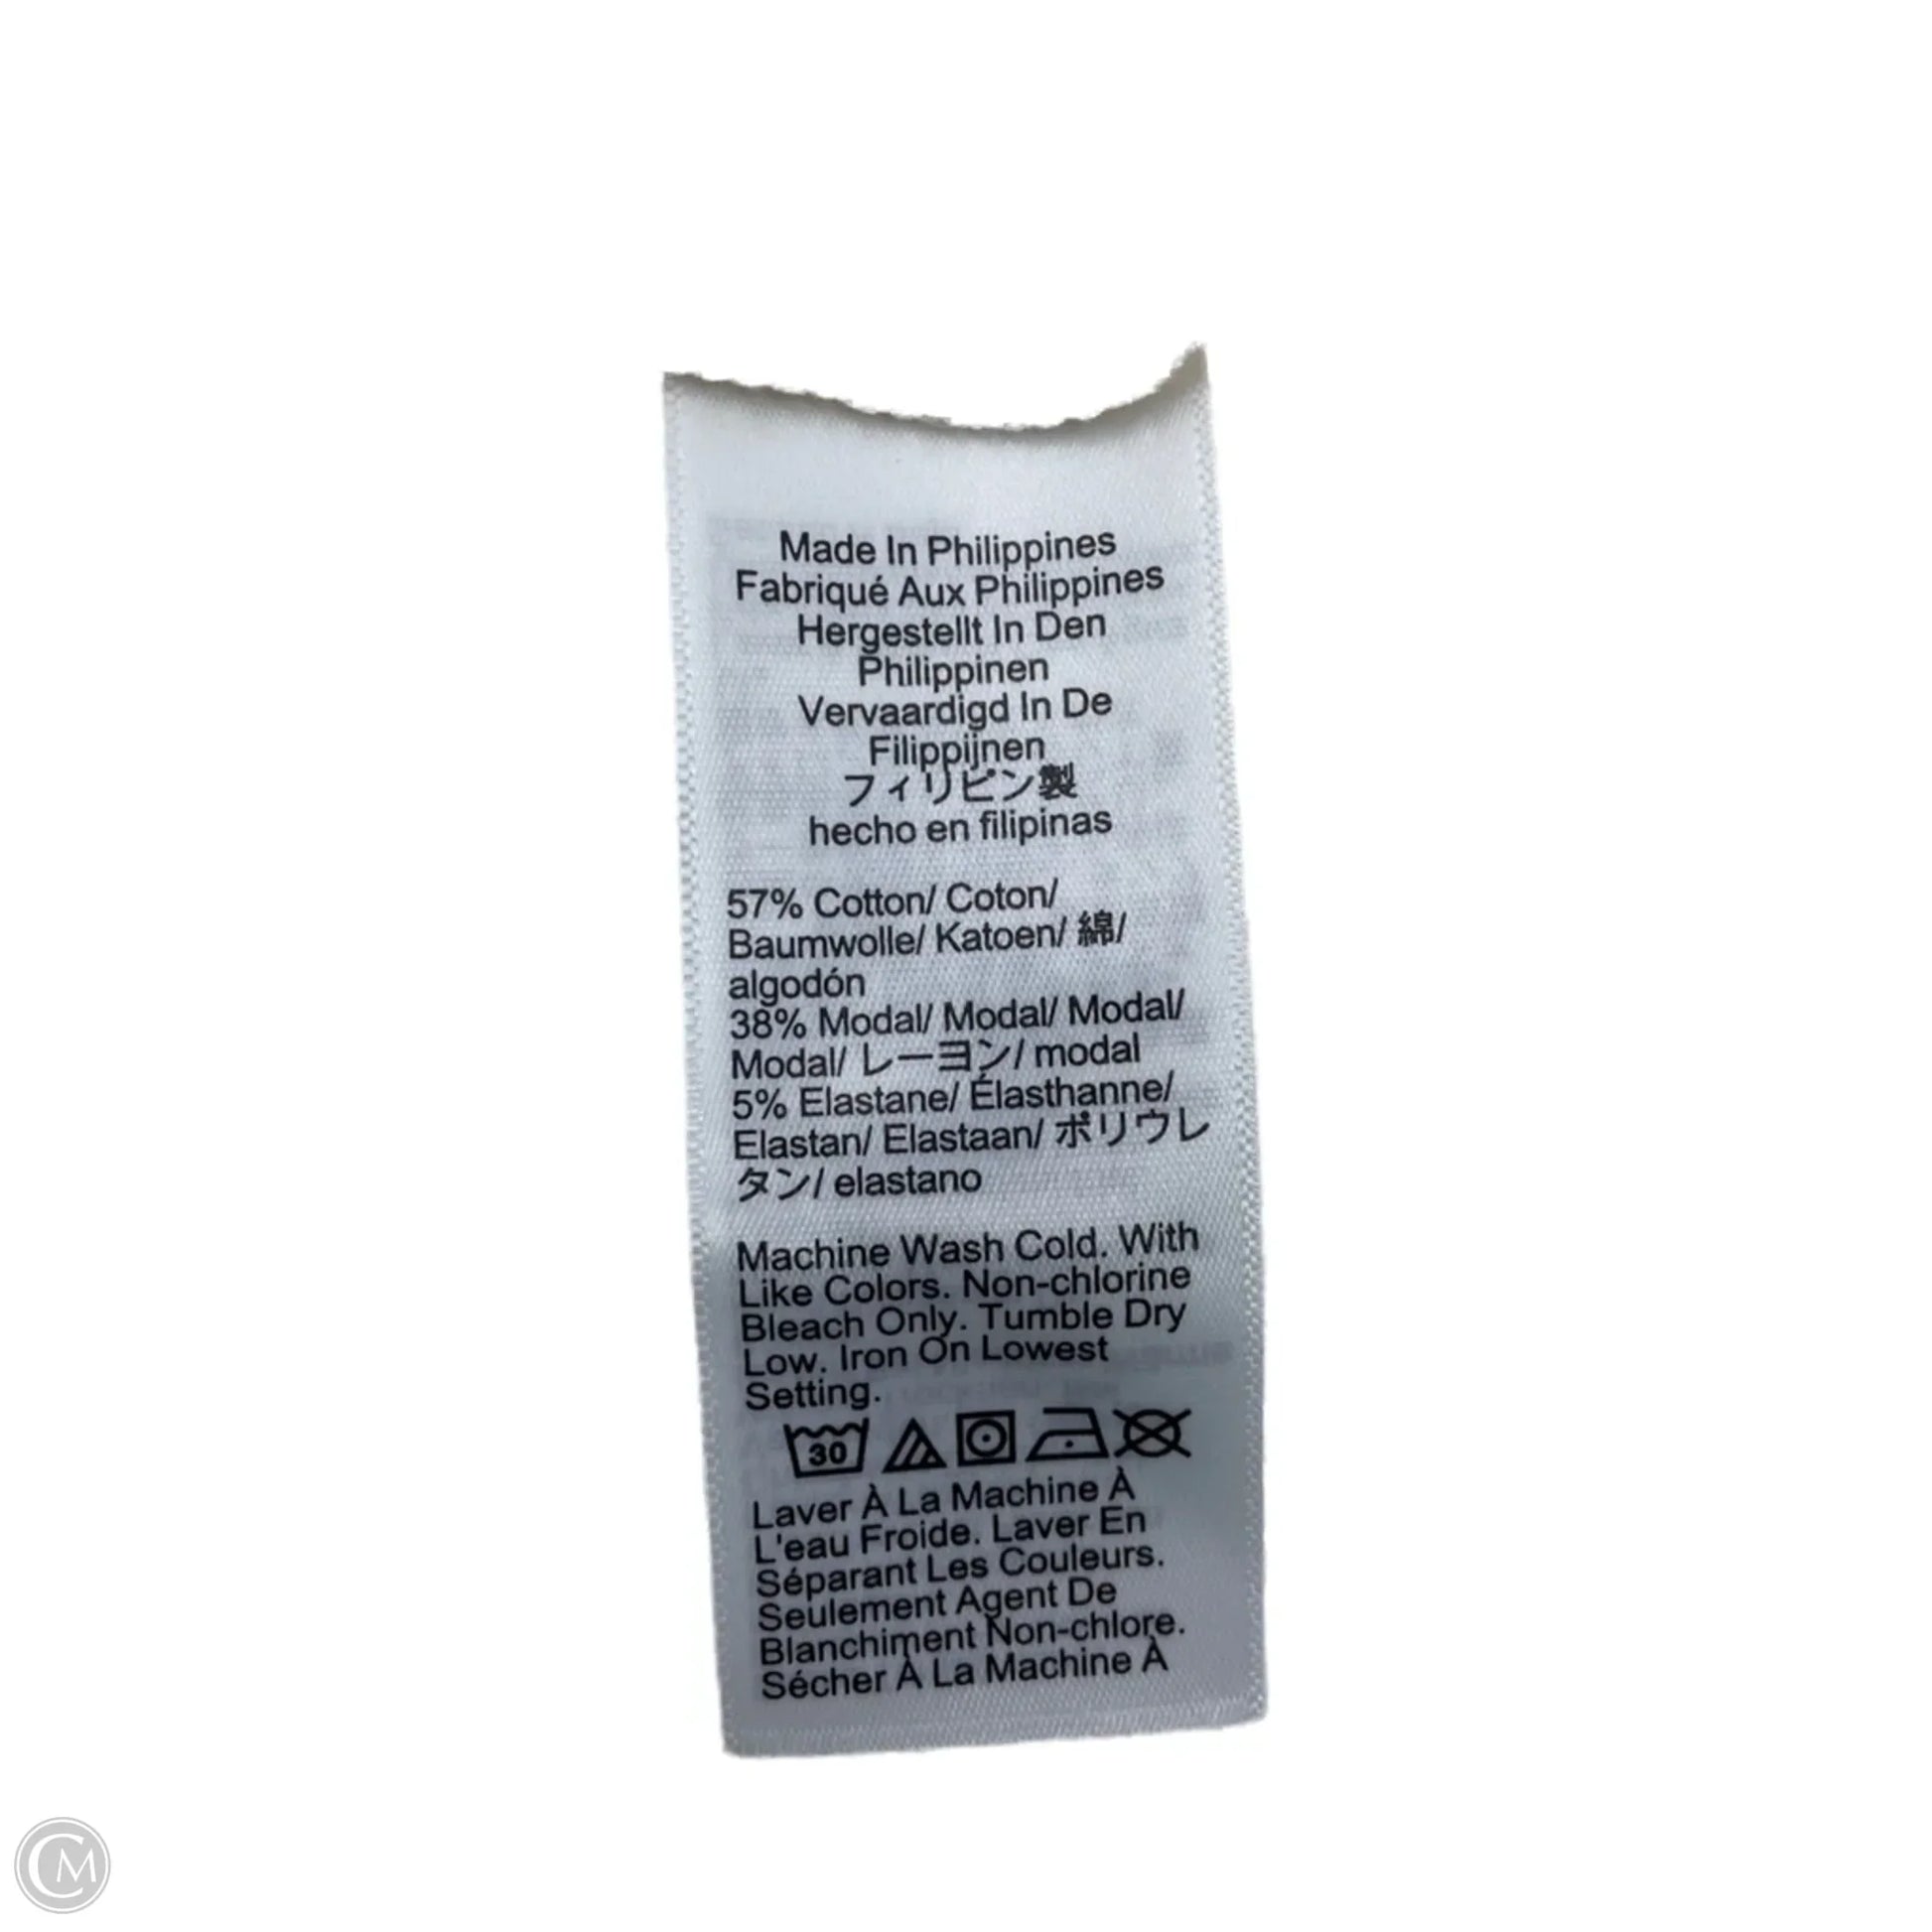 Made In Philippines
Fabriqué Aux Philippines
Hergestellt In Den
Philippinen
Vervaardigd In De
Filippijnen
フィリピン製
hecho en filipinas
57% Cotton/ Coton/
Baumwolle/ Katoen/ 綿/
algodón
38% Modal/ Modal/ Modal/
Modal/ レーヨン/ modal
5% Elastane/ Élasthanne/
Elastan/ Elastaan/ ポリウレ
タン/ elastano
Machine Wash Cold. With
Like Colors. Non-chlorine
Bleach Only. Tumble Dry
Low. Iron On Lowest
Setting.
30
Laver À La Machine À
L'eau Froide. Laver En
Séparant Les Couleurs.
Seulement Agent De
Blanchiment Non-chlore.
Sécher À La Machine À
CM